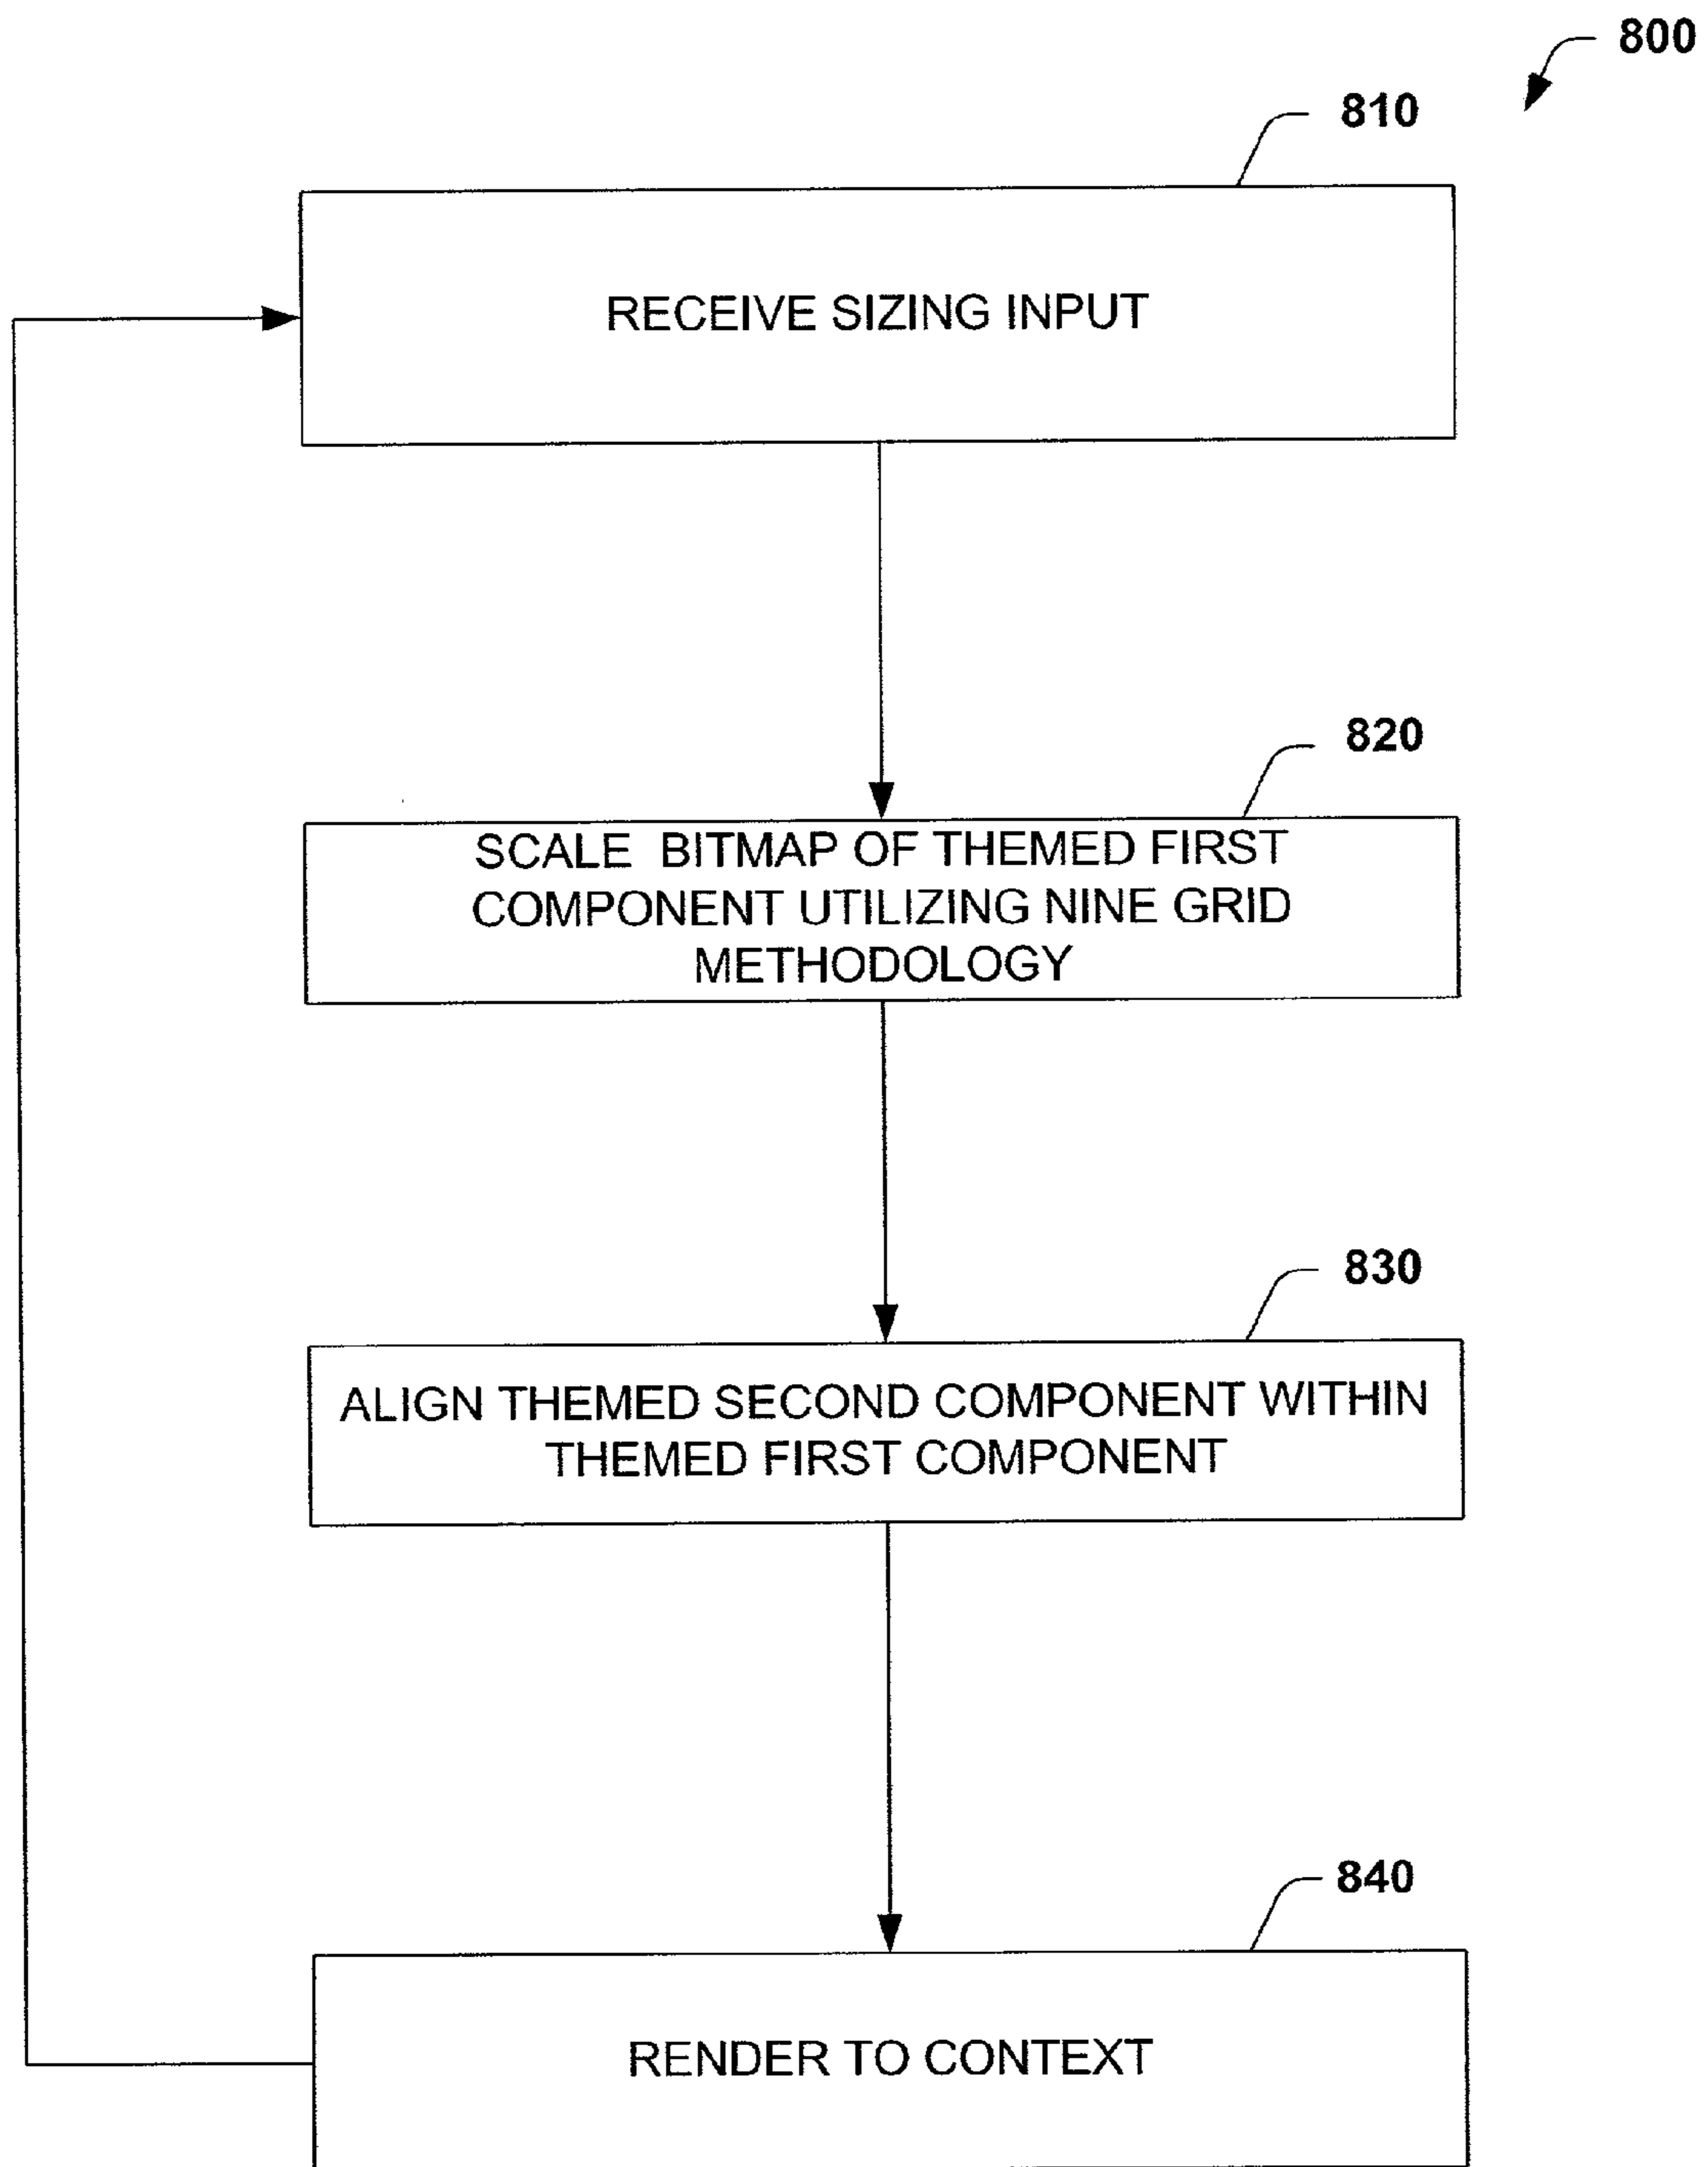 800
810
RECEIVE SIZING INPUT
820
SCALE BITMAP OF THEMED FIRST
COMPONENT UTILIZING NINE GRID
METHODOLOGY
830
ALIGN THEMED SECOND COMPONENT WITHIN
THEMED FIRST COMPONENT
840
RENDER TO CONTEXT